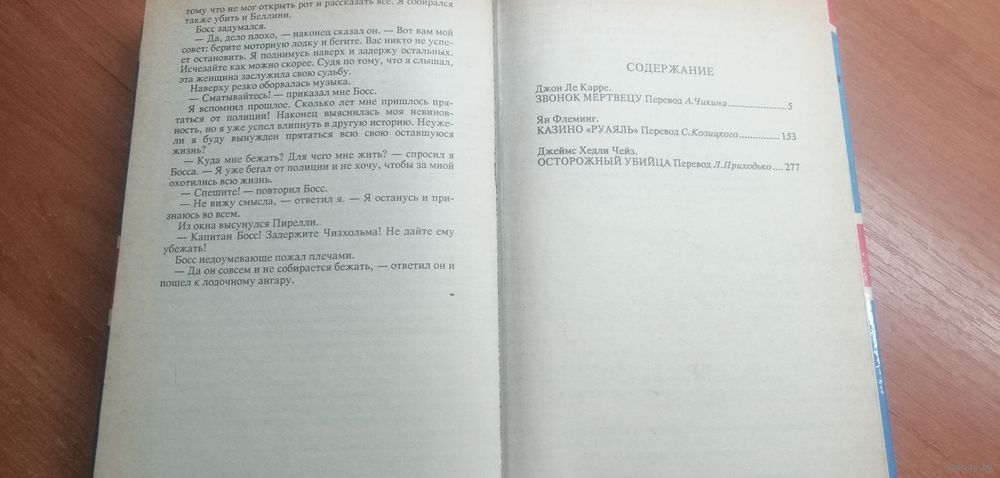 тому что не мог открыть рот и рассказать все. Я собирался
также убить и Беллини.
Босс задумался.
— Да, дело плохо, — наконец сказал он. — Вот вам мой
совет: берите моторную лодку и бегите. Вас никто не успе-
ет остановить. Я поднимусь наверх и задержу остальных.
Исчезайте как можно скорее. Судя по тому, что я слышал,
эта женщина заслужила свою судьбу.
Наверху резко оборвалась музыка.
— Сматывайтесь! — приказал мне Босс.
Я вспомнил прошлое. Сколько лет мне пришлось пря-
таться от полиции! Наконец выяснилась моя невинов-
ность, но я уже успел влипнуть в другую историю. Неуже-
ли я буду вынужден прятаться всю свою оставшуюся
жизнь?
— Куда мне бежать? Для чего мне жить? — спросил я
Босса. — Я уже бегал от полиции и не хочу, чтобы за мной
охотились всю жизнь.
— Спешите! — повторил Босс.
— Не вижу смысла, — ответил я. — Я останусь и при-
знаюсь во всем.
Из окна высунулся Пирелли.
— Капитан Босс! Задержите Чизхольма! Не дайте ему
убежать!
Босс недоумевающе пожал плечами.
— Да он совсем и не собирается бежать, — ответил он и
пошел к лодочному ангару.
СОДЕРЖАНИЕ
Джон Ле Карре.
ЗВОНОК МЕРТВЕЦУ Перевод А.Чикина.....................5
Ян Флеминг.
КАЗИНО «РУАЯЛЬ» Перевод С.Козицкого...............153
Джеймс Хедли Чейз.
ОСТОРОЖНЫЙ УБИЙЦА Перевод Л.Приходько....277